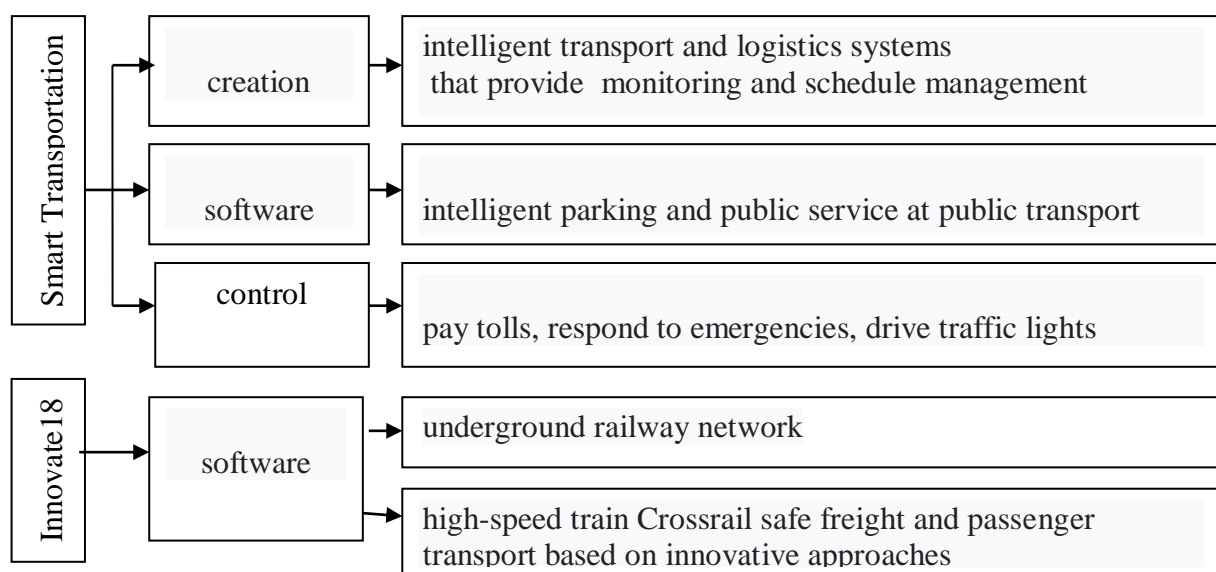 Smart Transportation
creation
intelligent transport and logistics systems
that provide monitoring and schedule management
software
intelligent parking and public service at public transport
control
pay tolls, respond to emergencies, drive traffic lights
Innovate18
software
underground railway network
high-speed train Crossrail safe freight and passenger
transport based on innovative approaches